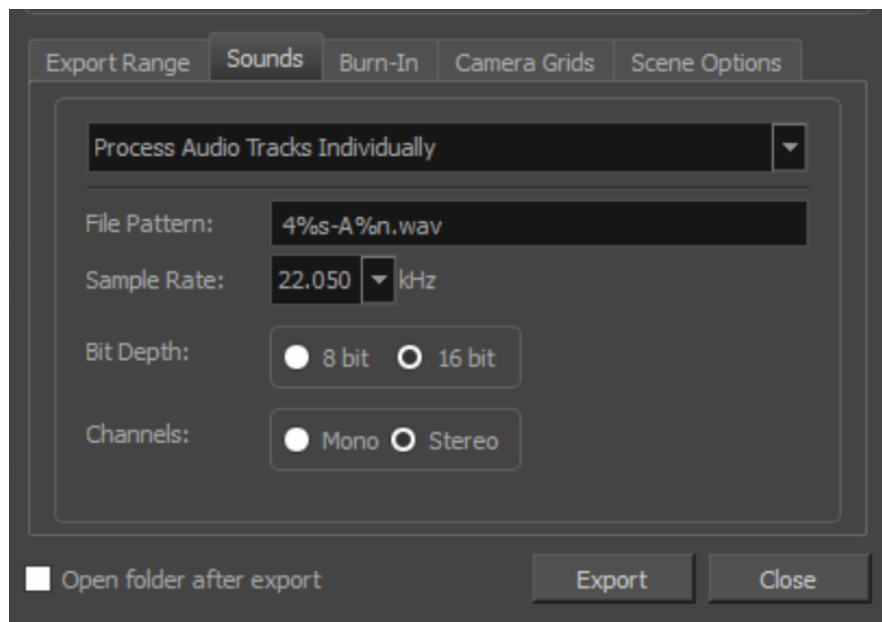 Export Range Sounds Burn-In Camera Grids Scene Options
Process Audio Tracks Individually
File Pattern: 4%s-A%n.wav
Sample Rate: 22.050 kHz
Bit Depth: 8 bit 16 bit
Channels: Mono Stereo
Open folder after export Export Close